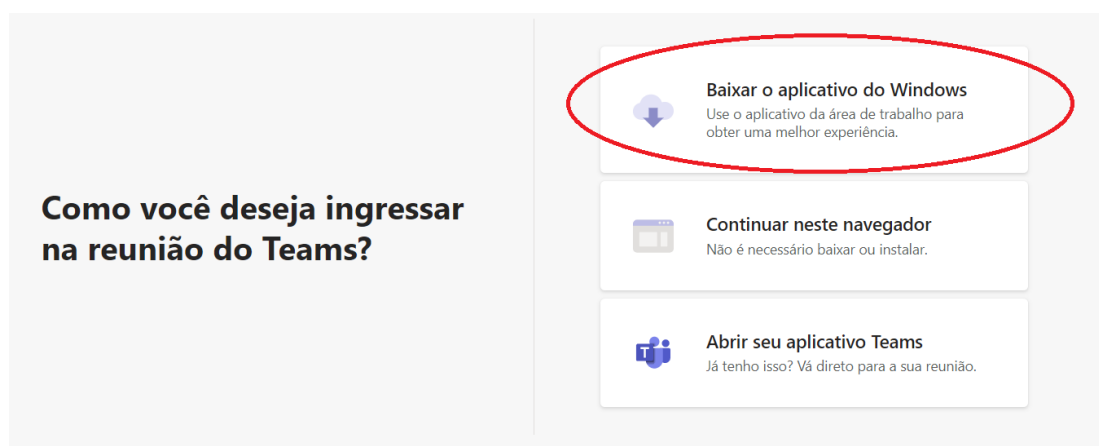 Como você deseja ingressar
na reunião do Teams?
Baixar o aplicativo do Windows
Use o aplicativo da área de trabalho para
obter uma melhor experiência.
Continuar neste navegador
Não é necessário baixar ou instalar.
Abrir seu aplicativo Teams
Já tenho isso? Vá direto para a sua reunião.